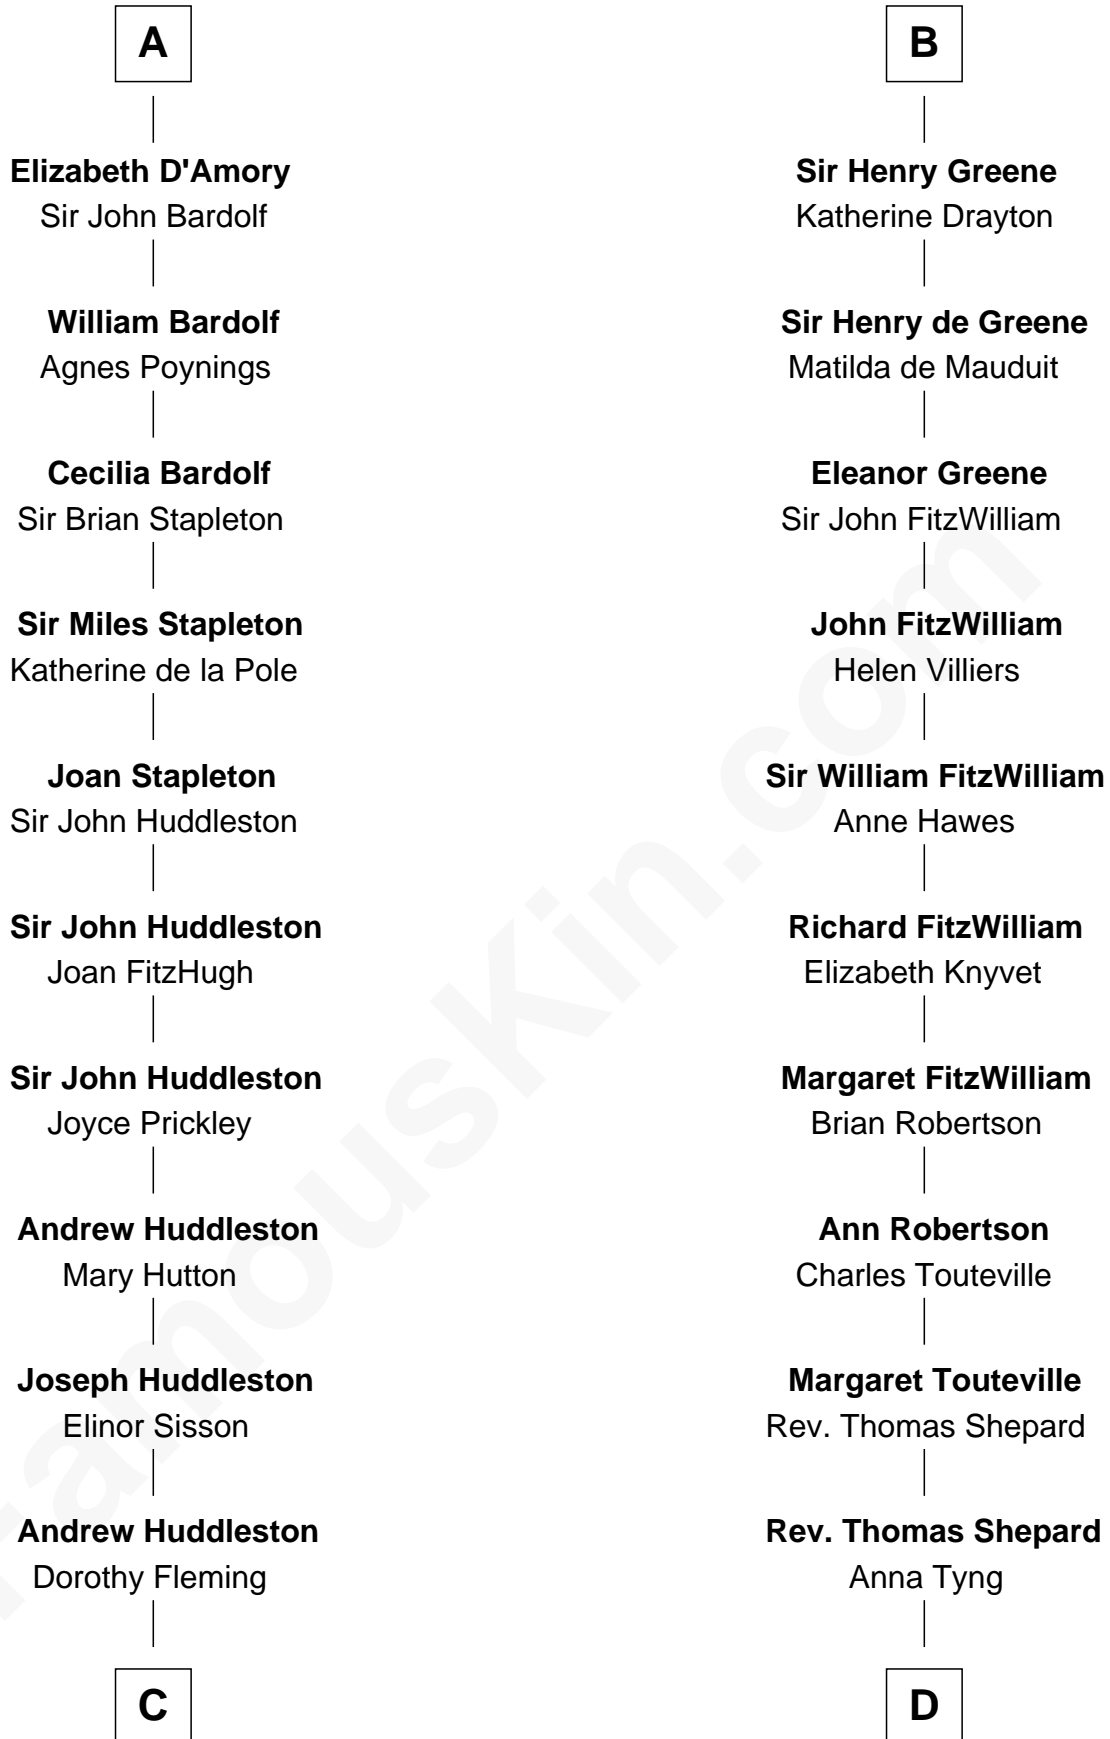 A
Elizabeth D'Amory
Sir John Bardolf
William Bardolf
Agnes Poynings
Cecilia Bardolf
Sir Brian Stapleton
Sir Miles Stapleton
Katherine de la Pole
Joan Stapleton
Sir John Huddleston
Sir John Huddleston
Joan FitzHugh
Sir John Huddleston
Joyce Prickley
Andrew Huddleston
Mary Hutton
Joseph Huddleston
Elinor Sisson
Andrew Huddleston
Dorothy Fleming
C
B
Sir Henry Greene
Katherine Drayton
Sir Henry de Greene
Matilda de Mauduit
Eleanor Greene
Sir John FitzWilliam
John FitzWilliam
Helen Villiers
Sir William FitzWilliam
Anne Hawes
Richard FitzWilliam
Elizabeth Knyvet
Margaret FitzWilliam
Brian Robertson
Ann Robertson
Charles Touteville
Margaret Touteville
Rev. Thomas Shepard
Rev. Thomas Shepard
Anna Tyng
D
FamousKin.com